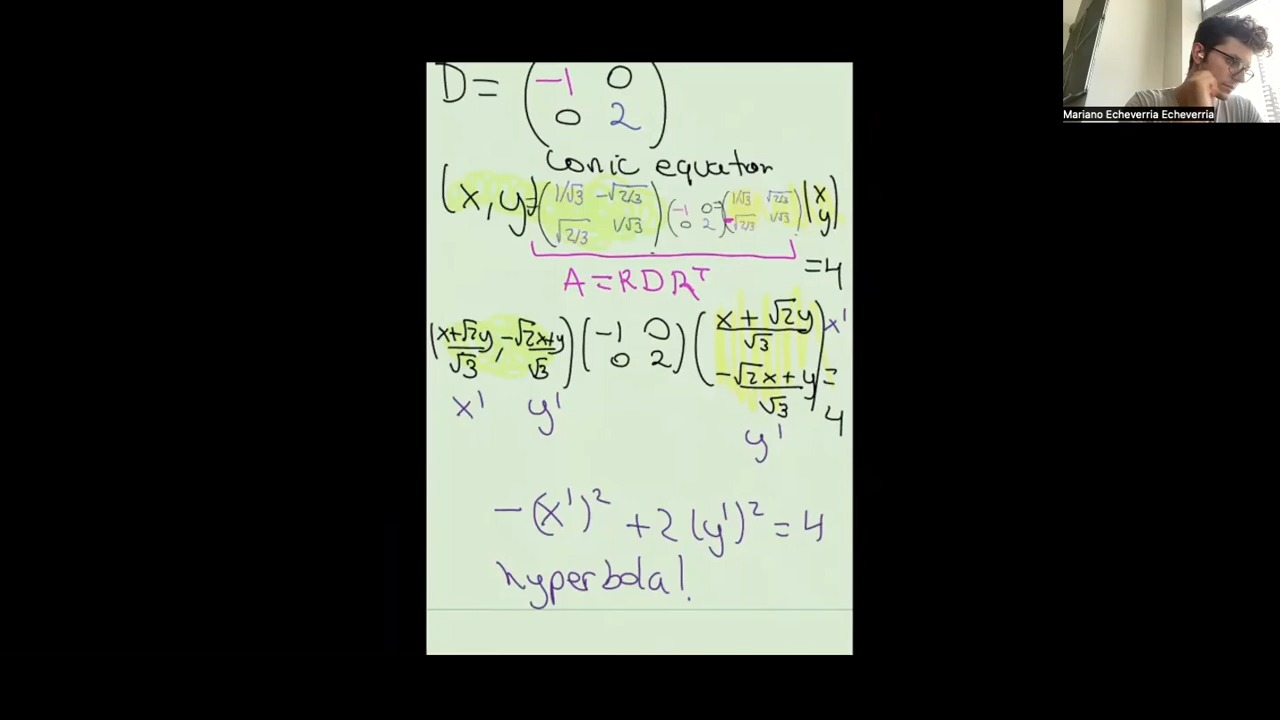 D = ( -1 0
0 2 )
Conic equation
(x, y) ( 1/√3 -√2/3 ) ( -1 0 ) ( 1/√3 √2/3 ) ( x
√2/3 1/√3 0 2 -√2/3 1/√3 y )
= 4
A = RDRᵀ
( x+√2y/√3 , -√2x+y/√3 ) ( -1 0 ) ( x + √2y/√3 x'
0 2 -√2x + y/√3 ) = 4
x' y' y'
-(x')² + 2(y')² = 4
hyperbola!
Mariano Echeverria Echeverria